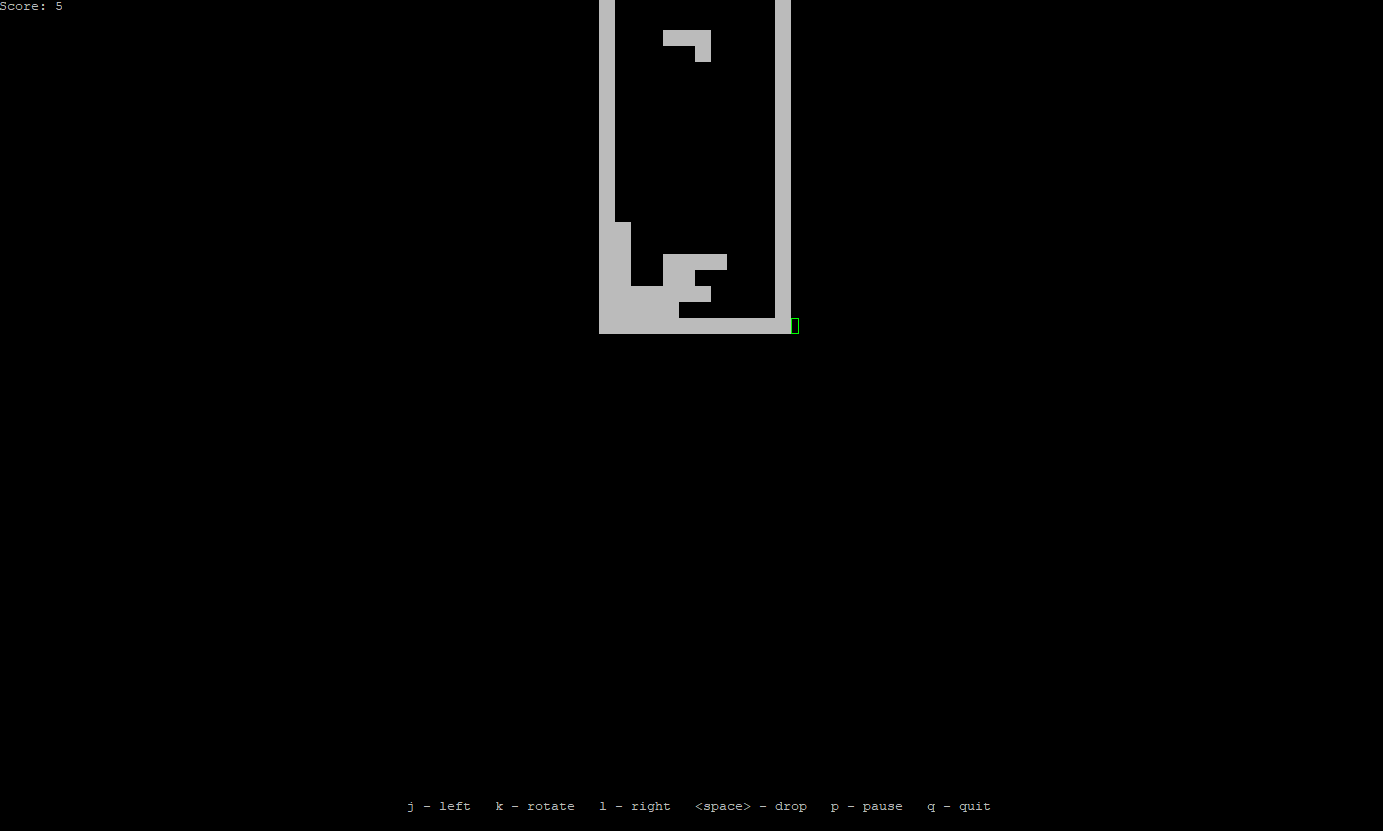 Score: 5
j - left   k - rotate   l - right   <space> - drop   p - pause   q - quit